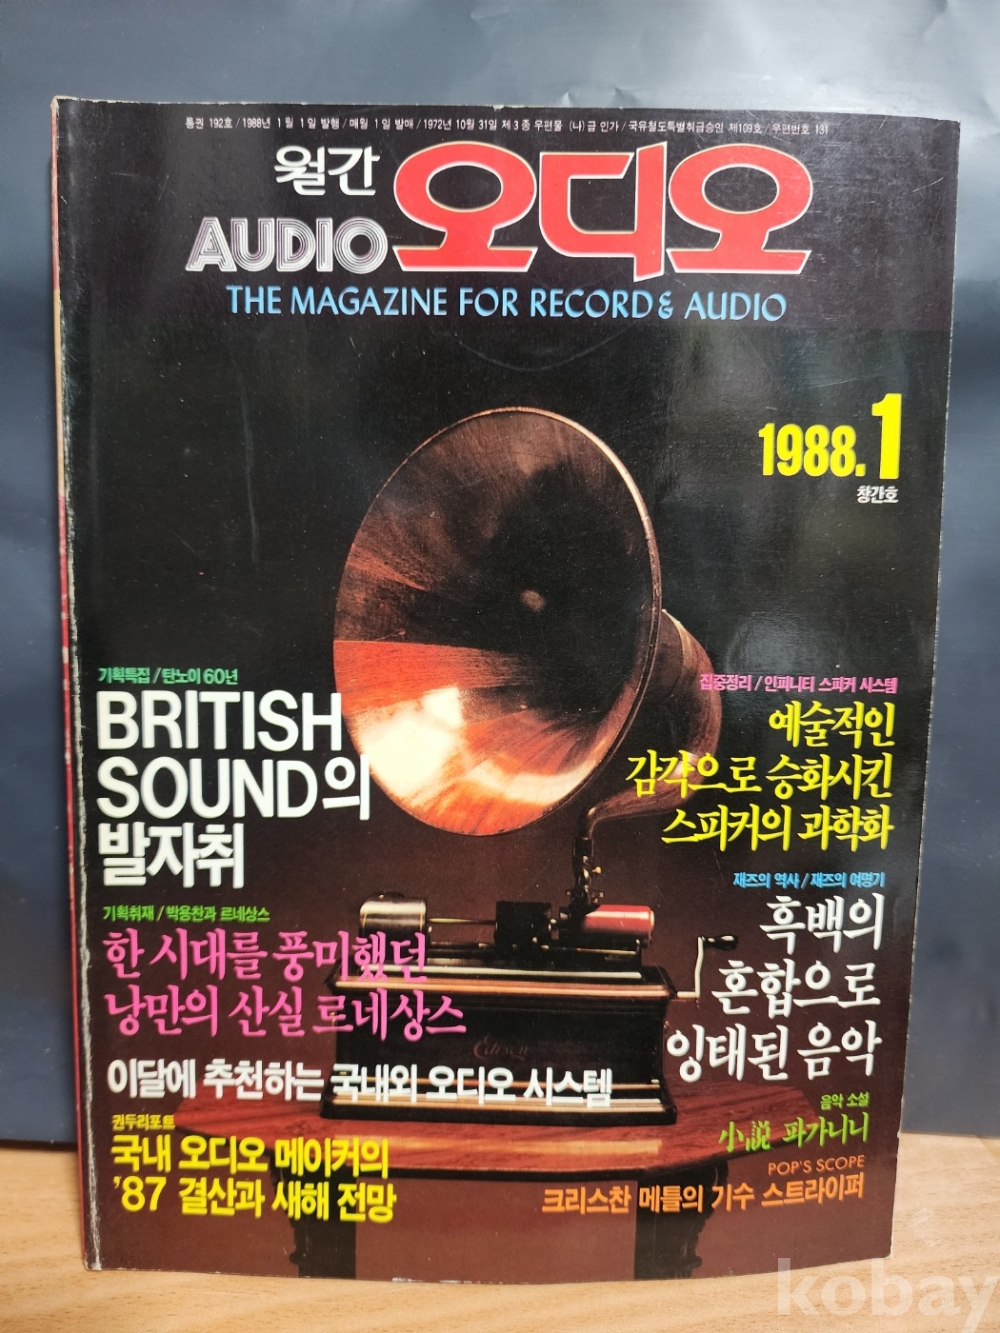 통권 192호/1988년 1월 1일 발행/매월 1일 발매/1972년 10월 31일 제3종 우편물 (나)급 인가/국유철도특별취급승인 제109호/우편번호 131
월간
오디오
AUDIO
THE MAGAZINE FOR RECORD & AUDIO
1988.1
창간호
기획특집/탄노이 60년
BRITISH
SOUND의
발자취
집중정리/인피니티 스피커 시스템
예술적인
감각으로 승화시킨
스피커의 과학화
재즈의 역사/재즈의 여명기
흑백의
혼합으로
잉태된 음악
기획취재/박용찬과 르네상스
한 시대를 풍미했던
낭만의 산실 르네상스
Edison
이달에 추천하는 국내외 오디오 시스템
권두리포트
국내 오디오 메이커의
'87 결산과 새해 전망
음악 소설
小說 파가니니
POP'S SCOPE
크리스찬 메틀의 기수 스트라이퍼
kobay